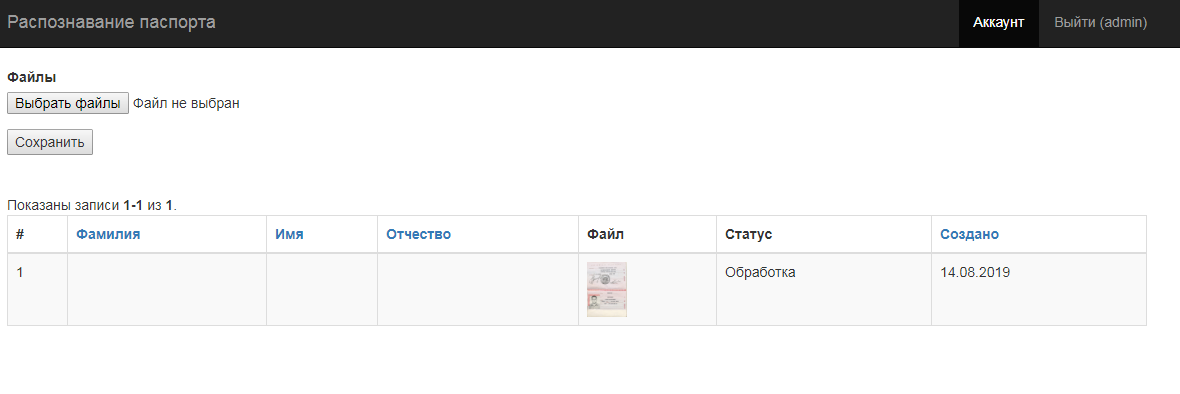 Распознавание паспорта Аккаунт Выйти (admin)
Файлы
Выбрать файлы Файл не выбран
Сохранить
Показаны записи 1-1 из 1.
# Фамилия Имя Отчество Файл Статус Создано
1 Обработка 14.08.2019